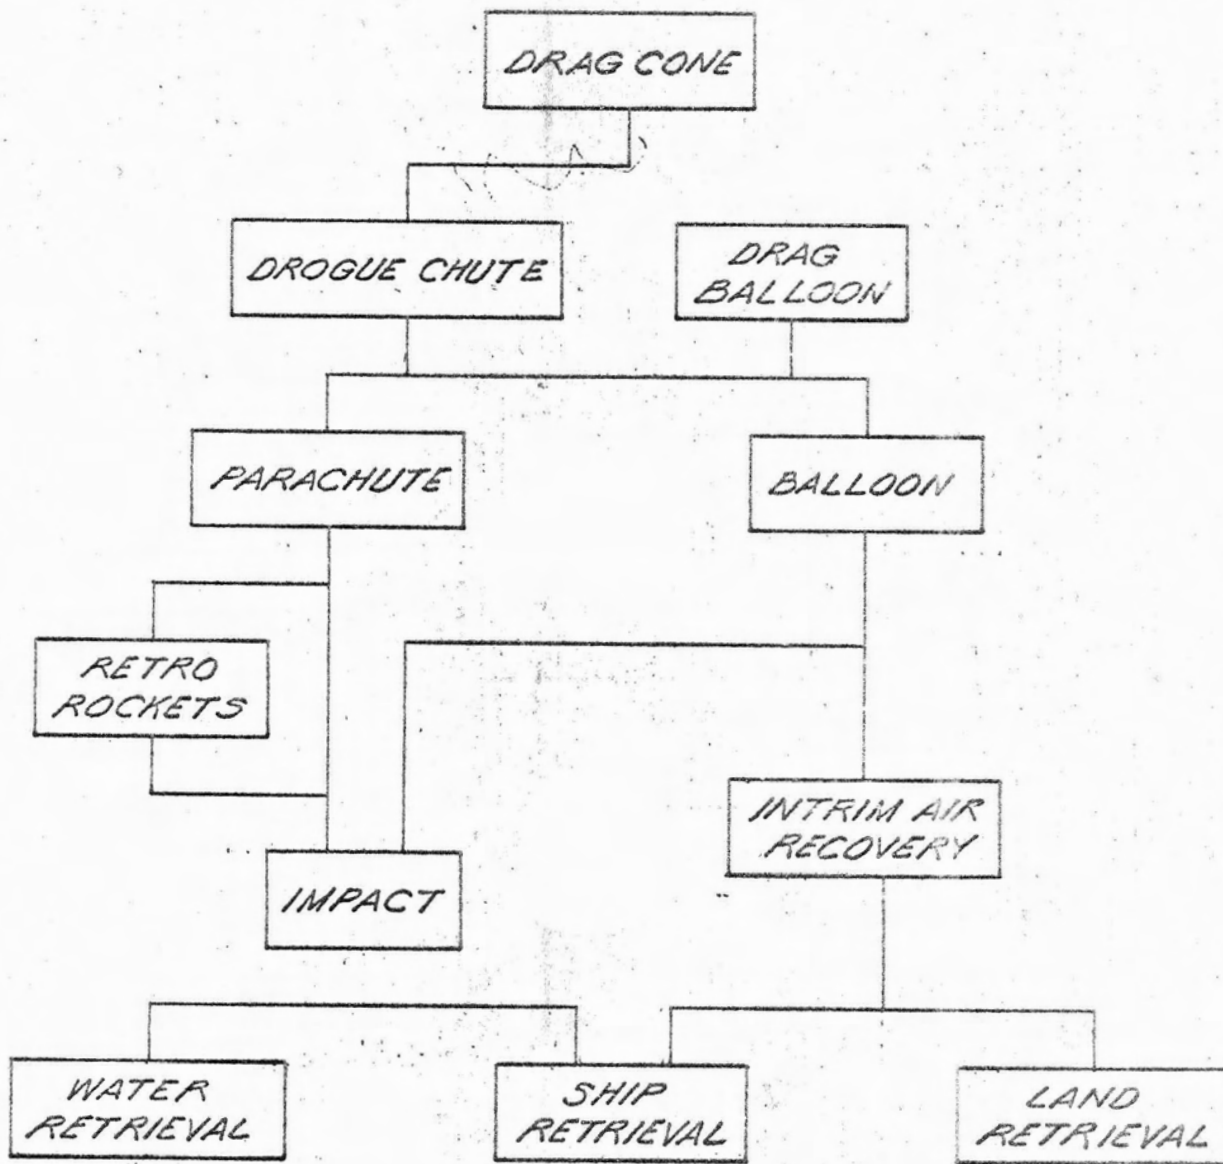 DRAG CONE
DROGUE CHUTE
DRAG
BALLOON
PARACHUTE
BALLOON
RETRO
ROCKETS
INTRIM AIR
RECOVERY
IMPACT
WATER
RETRIEVAL
SHIP
RETRIEVAL
LAND
RETRIEVAL